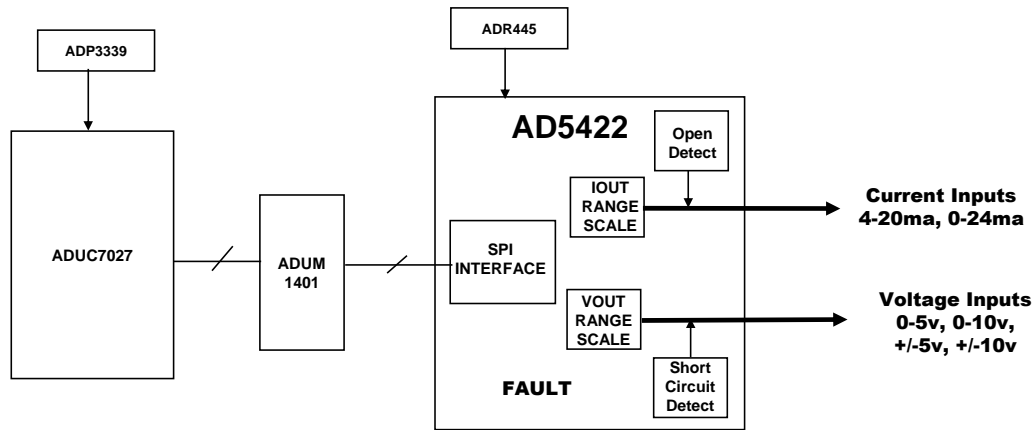 ADP3339
ADR445
AD5422
Open
Detect
IOUT
RANGE
SCALE
Current Inputs
4-20ma, 0-24ma
ADUC7027
ADUM
1401
SPI
INTERFACE
VOUT
RANGE
SCALE
Voltage Inputs
0-5v, 0-10v,
+/-5v, +/-10v
FAULT
Short
Circuit
Detect